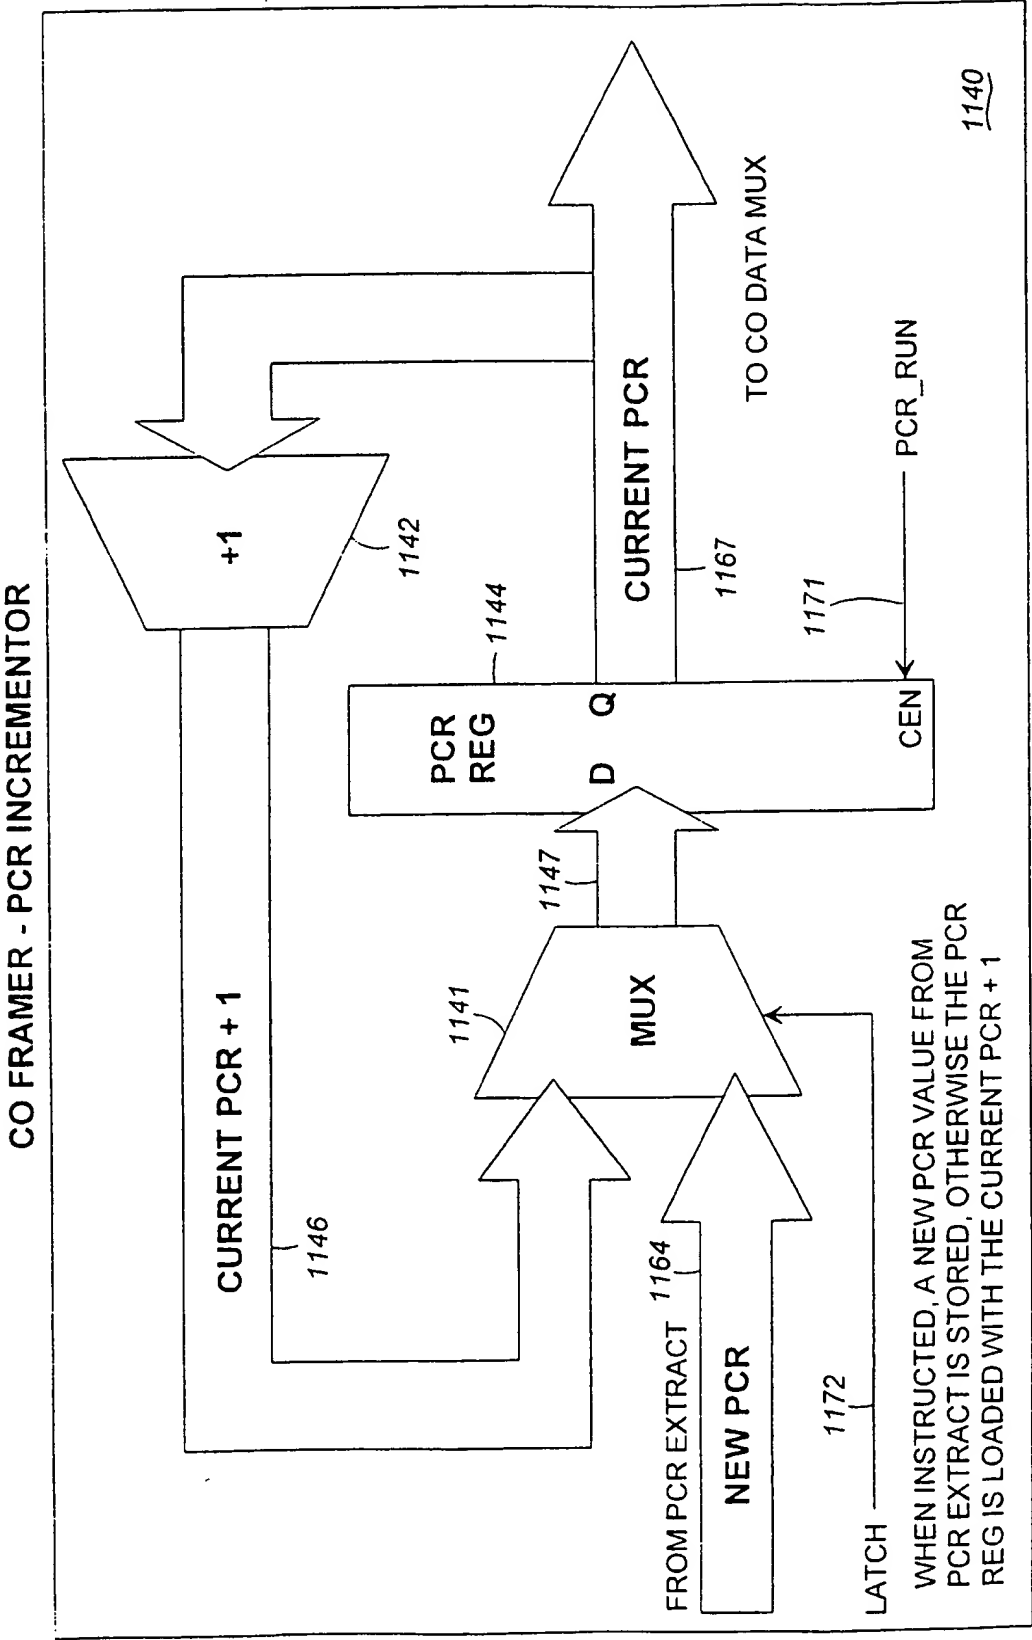 CO FRAMER - PCR INCREMENTOR
CURRENT PCR + 1
1146
+1
1142
1141
MUX
1147
PCR
REG
D Q
CEN
1144
CURRENT PCR
1167
TO CO DATA MUX
FROM PCR EXTRACT
1164
NEW PCR
LATCH
1172
1171
PCR_RUN
WHEN INSTRUCTED, A NEW PCR VALUE FROM
PCR EXTRACT IS STORED, OTHERWISE THE PCR
REG IS LOADED WITH THE CURRENT PCR + 1
1140